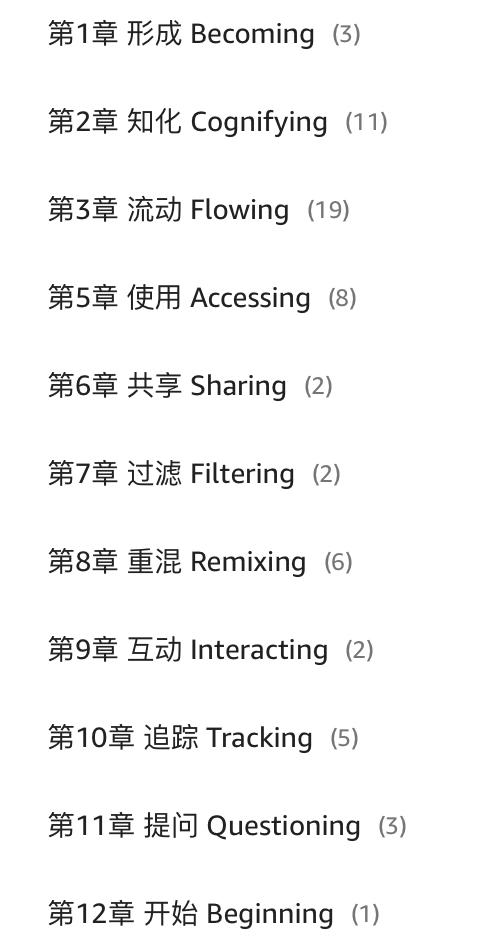 第1章 形成 Becoming (3)
第2章 知化 Cognifying (11)
第3章 流动 Flowing (19)
第5章 使用 Accessing (8)
第6章 共享 Sharing (2)
第7章 过滤 Filtering (2)
第8章 重混 Remixing (6)
第9章 互动 Interacting (2)
第10章 追踪 Tracking (5)
第11章 提问 Questioning (3)
第12章 开始 Beginning (1)